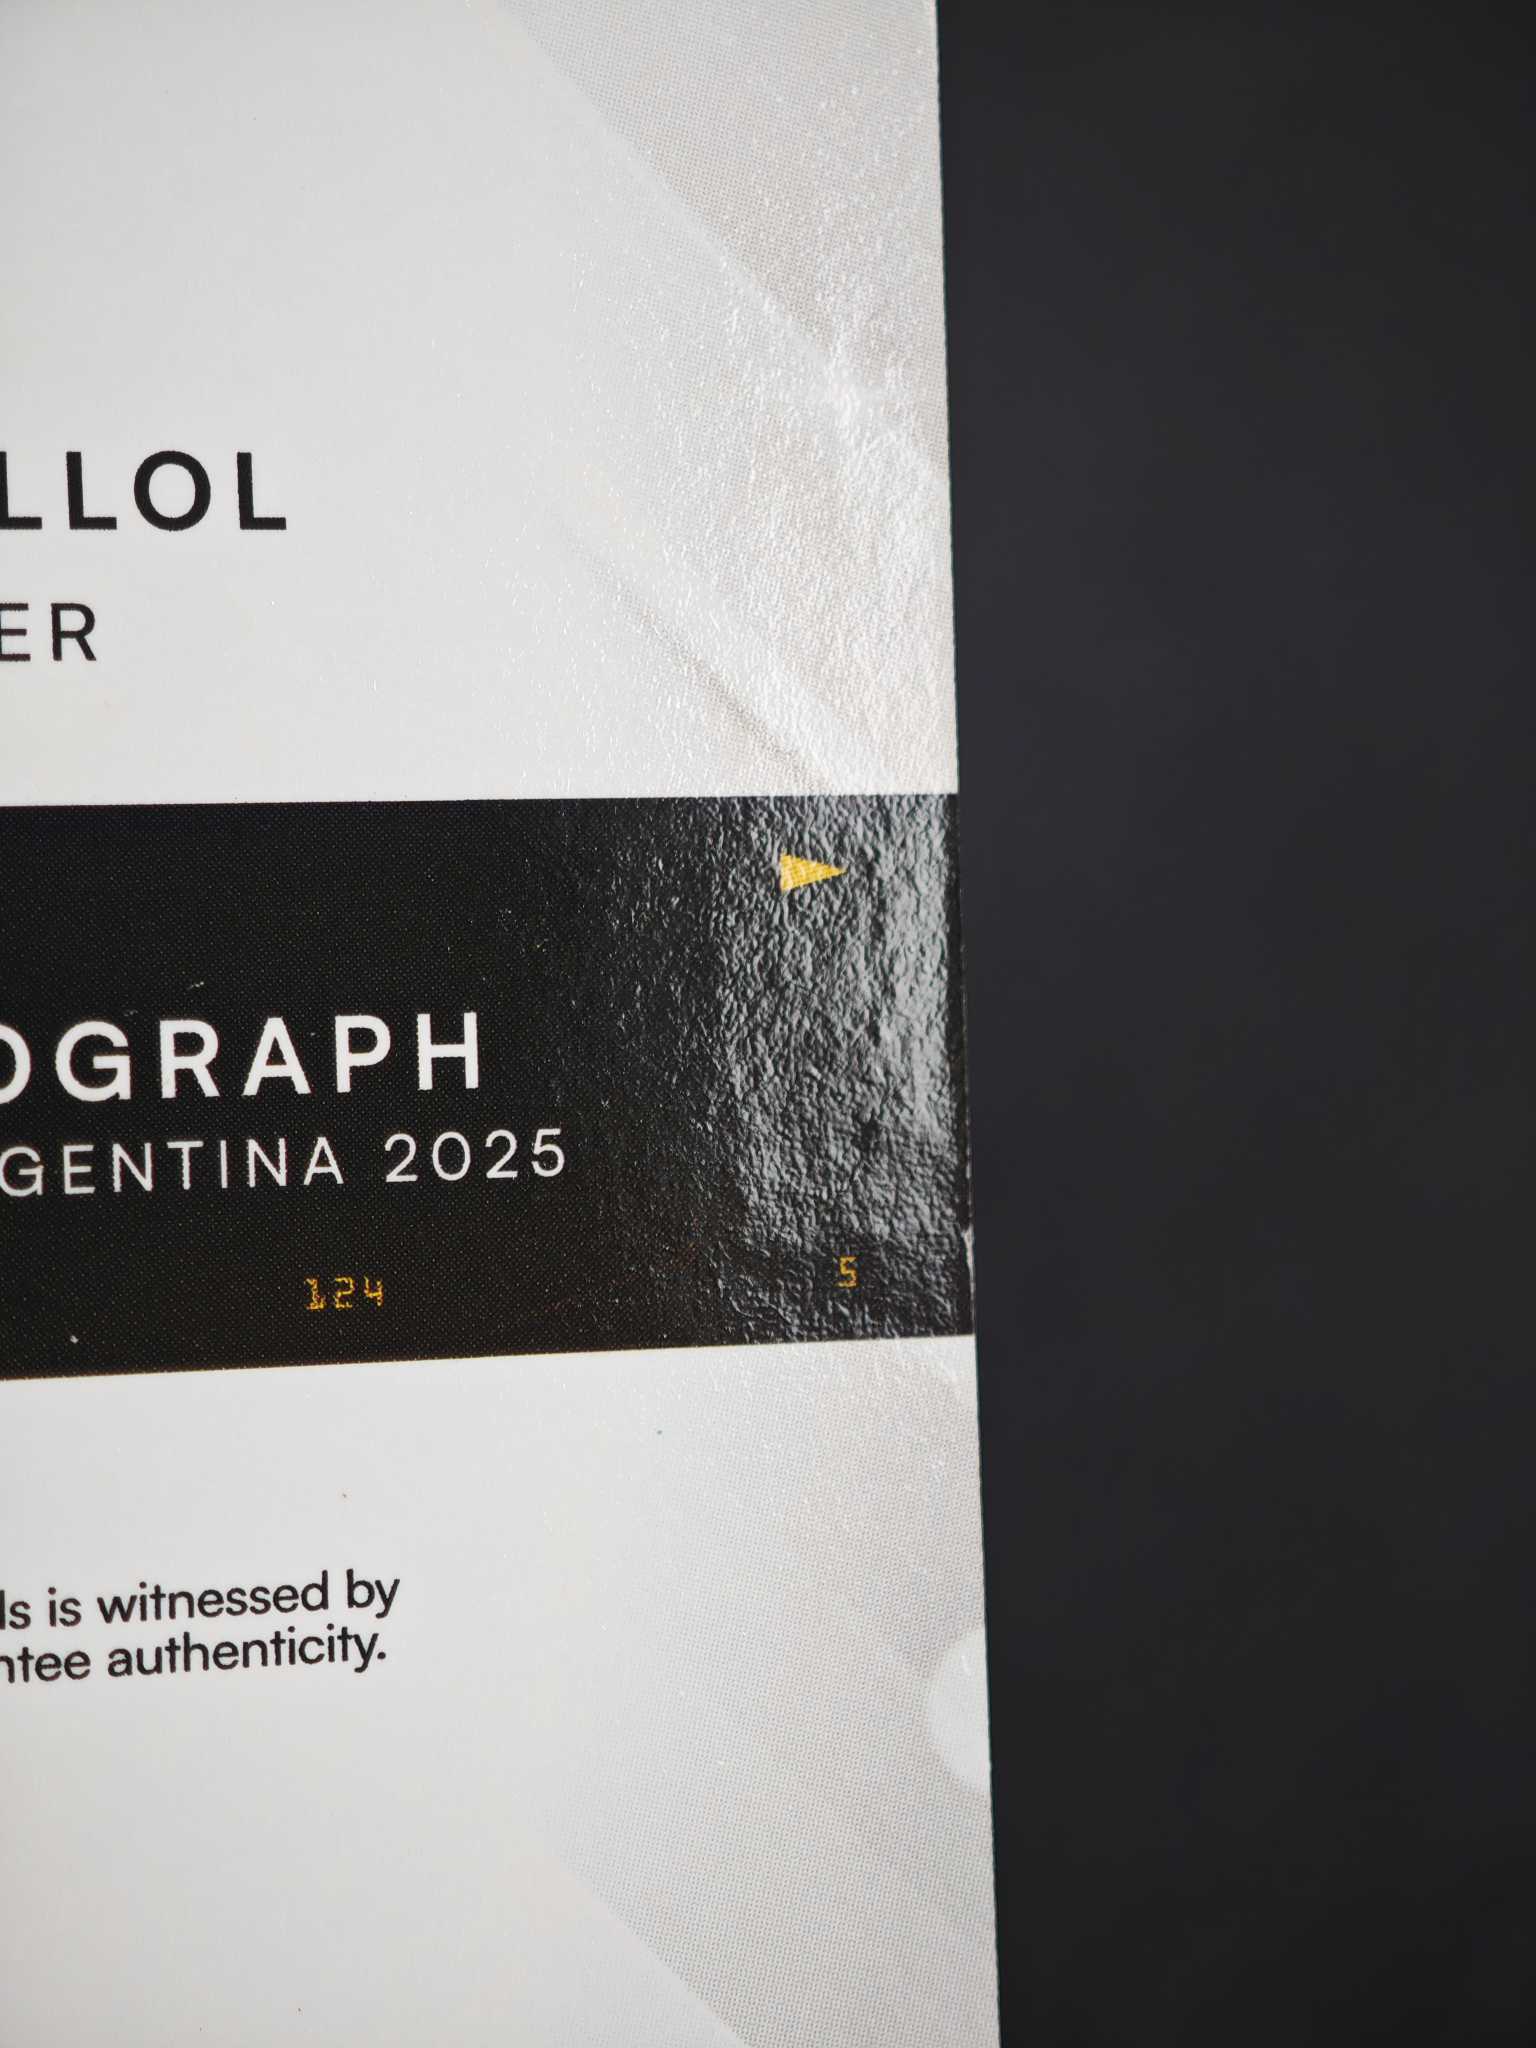 LLOL
ER
OGRAPH
GENTINA 2025
124 5
ls is witnessed by
ntee authenticity.